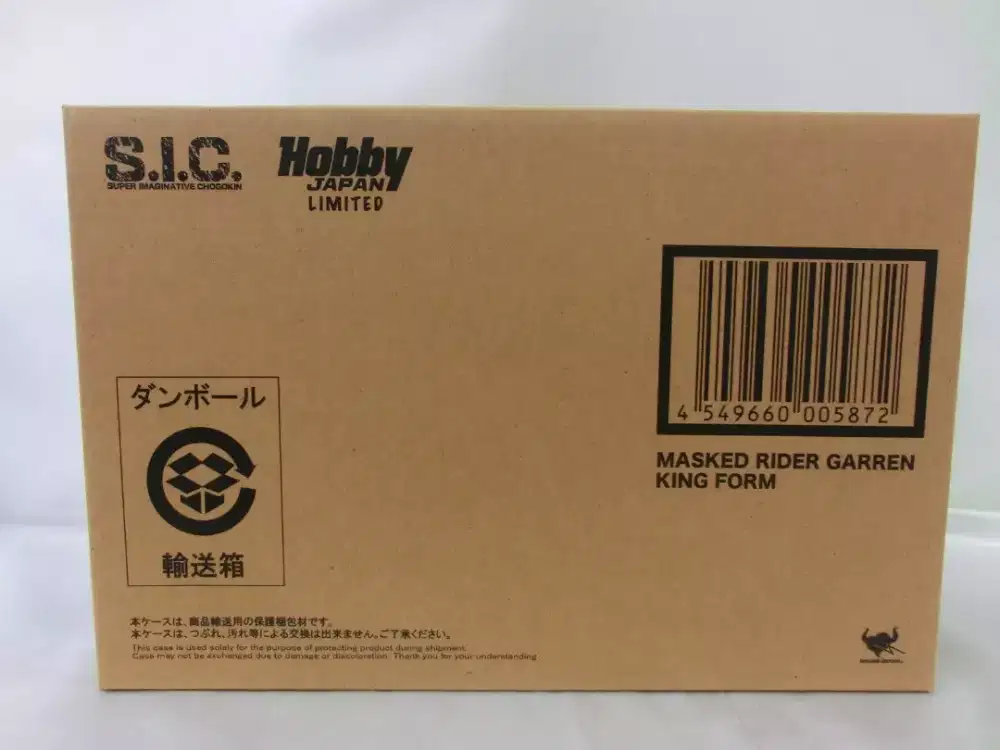 S.I.C.
SUPER IMAGINATIVE CHOGOKIN
Hobby
JAPAN
LIMITED
4 549660 005872
MASKED RIDER GARREN
KING FORM
ダンボール
輸送箱
本ケースは、商品輸送用の保護梱包材です。
本ケースは、つぶれ、汚れ等による交換は出来ません。ご了承ください。
This case is used solely for the purpose of protecting product during shipment.
Case may not be exchanged due to damage or discoloration. Thank you for your understanding